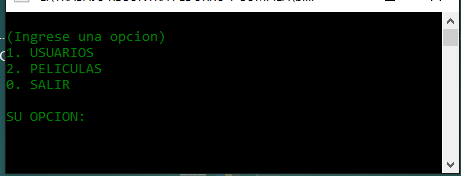 (Ingrese una opcion)
1. USUARIOS
2. PELICULAS
0. SALIR
SU OPCION: